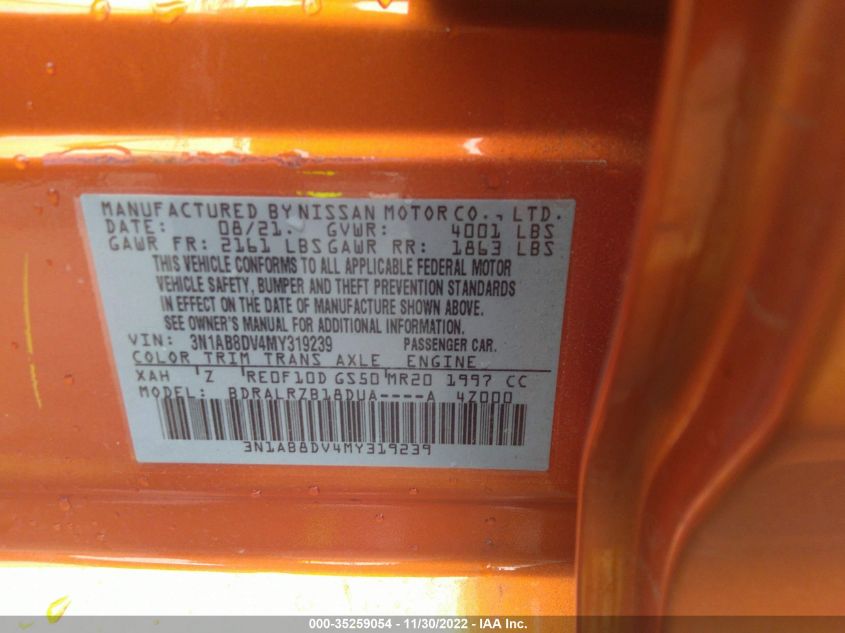 MANUFACTURED BY NISSAN MOTOR CO., LTD.
DATE: 08/21. GVWR: 4001 LBS
GAWR FR: 2161 LBS GAWR RR: 1863 LBS
THIS VEHICLE CONFORMS TO ALL APPLICABLE FEDERAL MOTOR
VEHICLE SAFETY, BUMPER AND THEFT PREVENTION STANDARDS
IN EFFECT ON THE DATE OF MANUFACTURE SHOWN ABOVE.
SEE OWNER'S MANUAL FOR ADDITIONAL INFORMATION.
VIN: 3N1AB8DV4MY319239 PASSENGER CAR.
COLOR TRIM TRANS AXLE ENGINE
XAH Z RE0F10D GS50 MR20 1997 CC
MODEL: BDRALRZB18DUA----A 4Z000
3N1AB8DV4MY319239
000-35259054 - 11/30/2022 - IAA Inc.